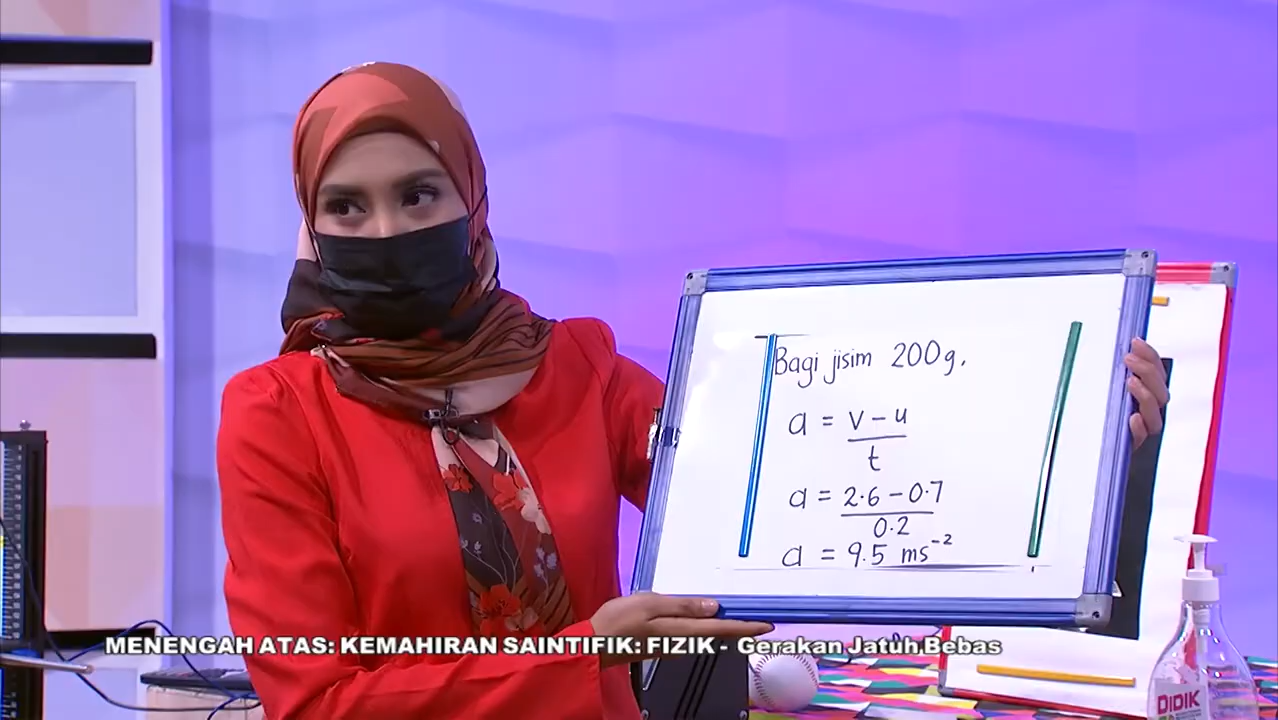 Bagi jisim 200g.
a = v - u
t
a = 2.6 - 0.7
0.2
a = 9.5 ms⁻²
MENENGAH ATAS: KEMAHIRAN SAINTIFIK: FIZIK - Gerakan Jatuh Bebas
DIDIK